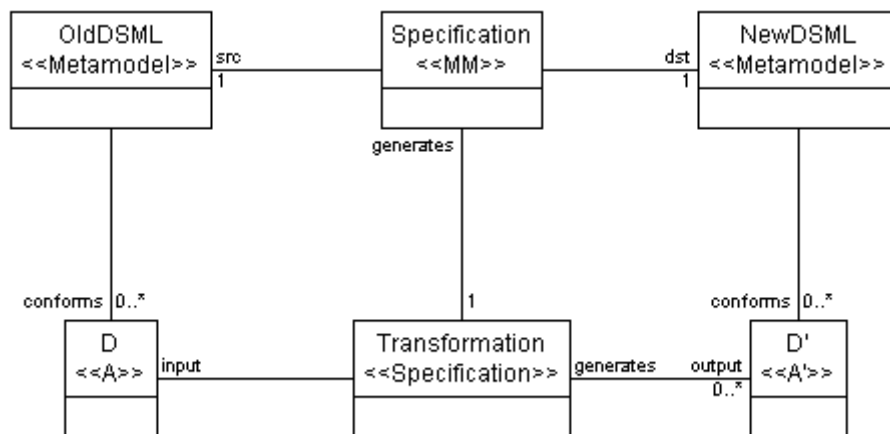 OldDSML
<<Metamodel>>
src
1
Specification
<<MM>>
dst
1
NewDSML
<<Metamodel>>
generates
conforms 0..*
1
conforms 0..*
D
<<A>>
input
Transformation
<<Specification>>
generates
output
0..*
D'
<<A'>>